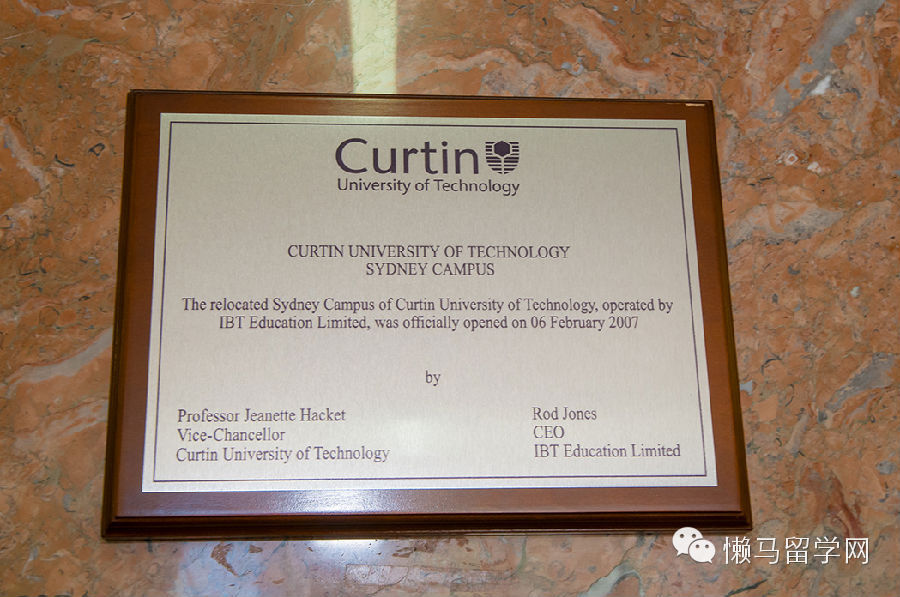 Curtin
University of Technology
CURTIN UNIVERSITY OF TECHNOLOGY
SYDNEY CAMPUS
The relocated Sydney Campus of Curtin University of Technology, operated by
IBT Education Limited, was officially opened on 06 February 2007
by
Professor Jeanette Hacket
Vice-Chancellor
Curtin University of Technology
Rod Jones
CEO
IBT Education Limited
懒马留学网